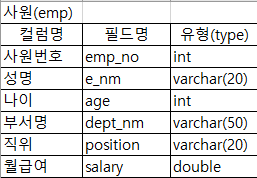 사원(emp)
컬럼명 필드명 유형(type)
사원번호 emp_no int
성명 e_nm varchar(20)
나이 age int
부서명 dept_nm varchar(50)
직위 position varchar(20)
월급여 salary double